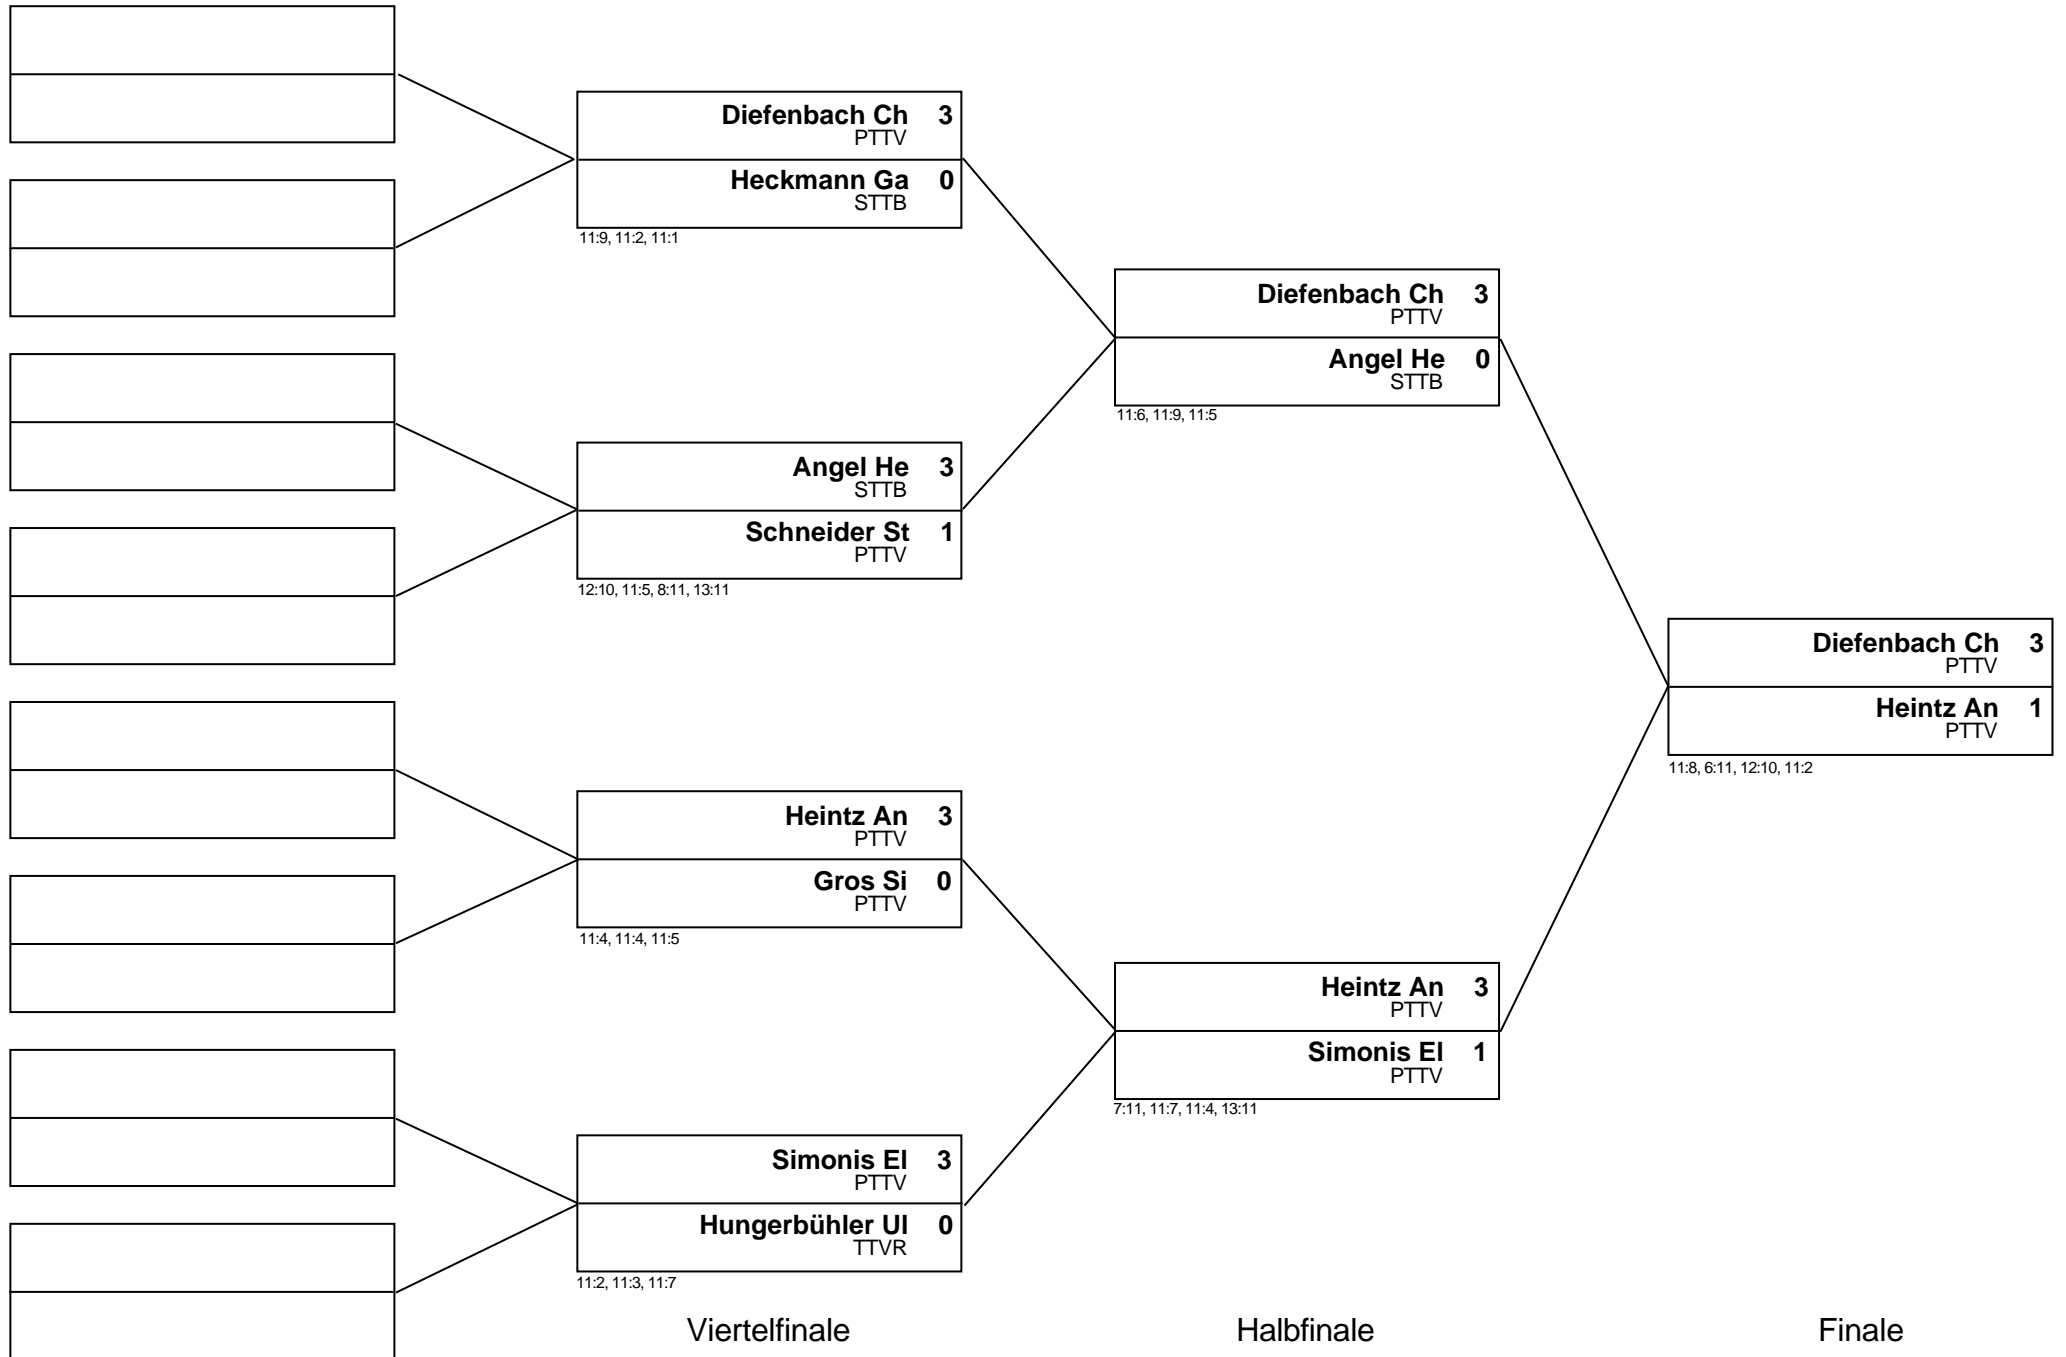 Diefenbach Ch 3
PTTV
Heckmann Ga 0
STTB
11:9, 11:2, 11:1
Angel He 3
STTB
Schneider St 1
PTTV
12:10, 11:5, 8:11, 13:11
Heintz An 3
PTTV
Gros Si 0
PTTV
11:4, 11:4, 11:5
Simonis El 3
PTTV
Hungerbühler Ul 0
TTVR
11:2, 11:3, 11:7
Viertelfinale
Diefenbach Ch 3
PTTV
Angel He 0
STTB
11:6, 11:9, 11:5
Heintz An 3
PTTV
Simonis El 1
PTTV
7:11, 11:7, 11:4, 13:11
Halbfinale
Diefenbach Ch 3
PTTV
Heintz An 1
PTTV
11:8, 6:11, 12:10, 11:2
Finale